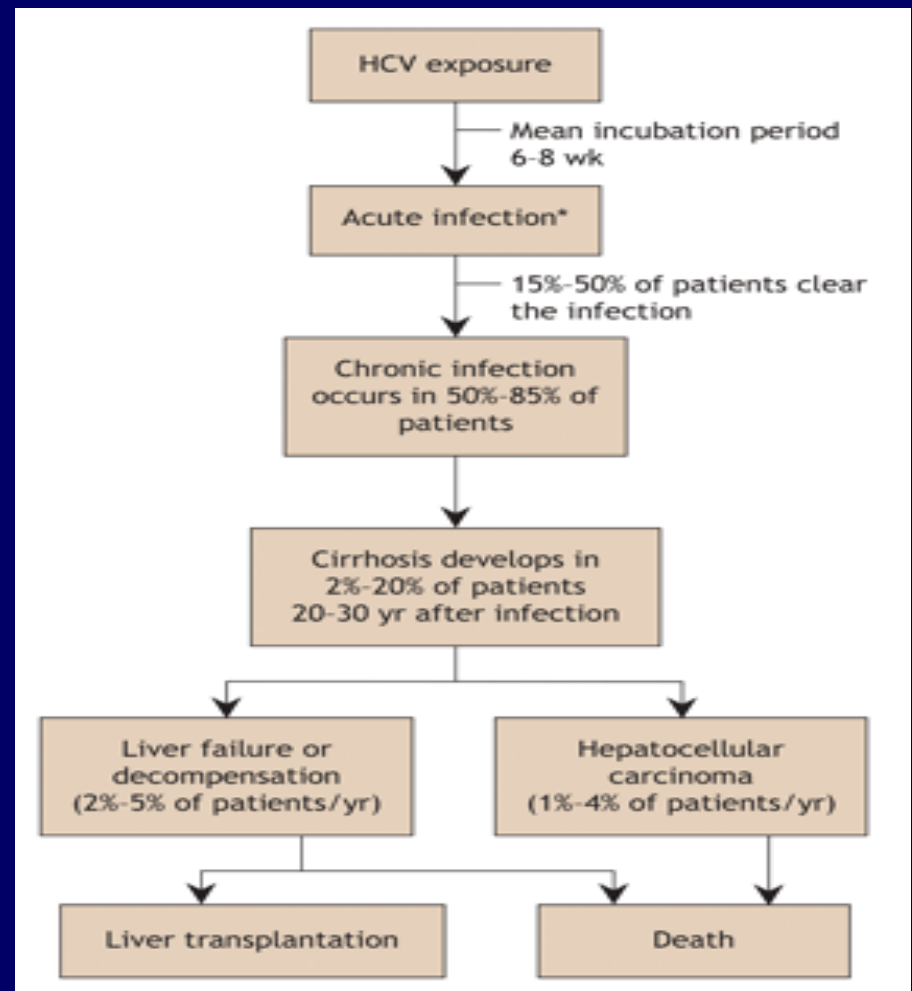 HCV exposure
Mean incubation period
6-8 wk
Acute infection*
15%-50% of patients clear
the infection
Chronic infection
occurs in 50%-85% of
patients
Cirrhosis develops in
2%-20% of patients
20-30 yr after infection
Liver failure or
decompensation
(2%-5% of patients/yr)
Hepatocellular
carcinoma
(1%-4% of patients/yr)
Liver transplantation
Death